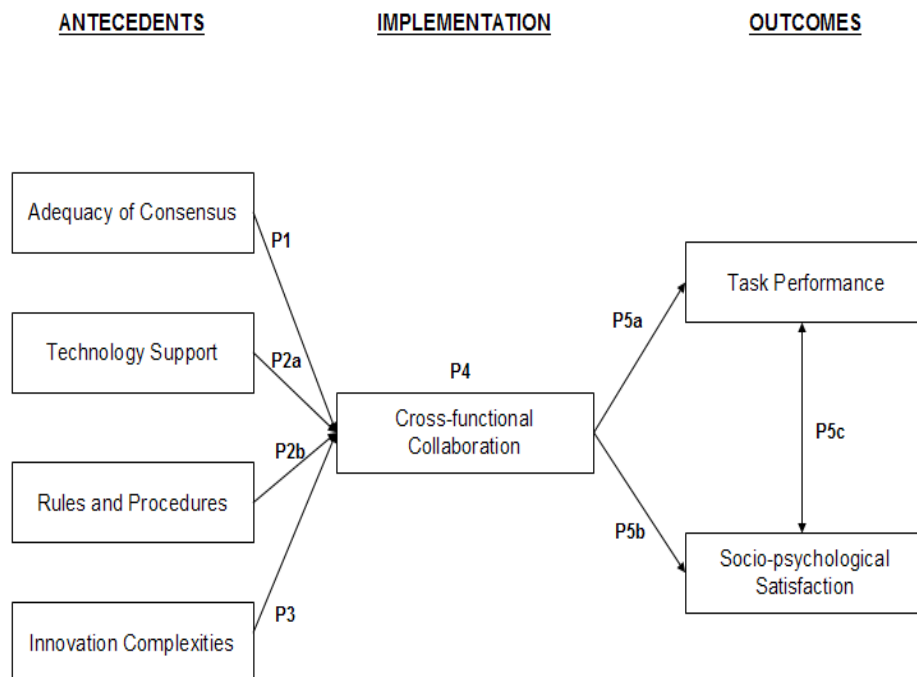 ANTECEDENTS
IMPLEMENTATION
OUTCOMES
Adequacy of Consensus
P1
Technology Support
P2a
P2b
Rules and Procedures
P3
Innovation Complexities
P4
Cross-functional
Collaboration
P5a
P5b
Task Performance
P5c
Socio-psychological
Satisfaction